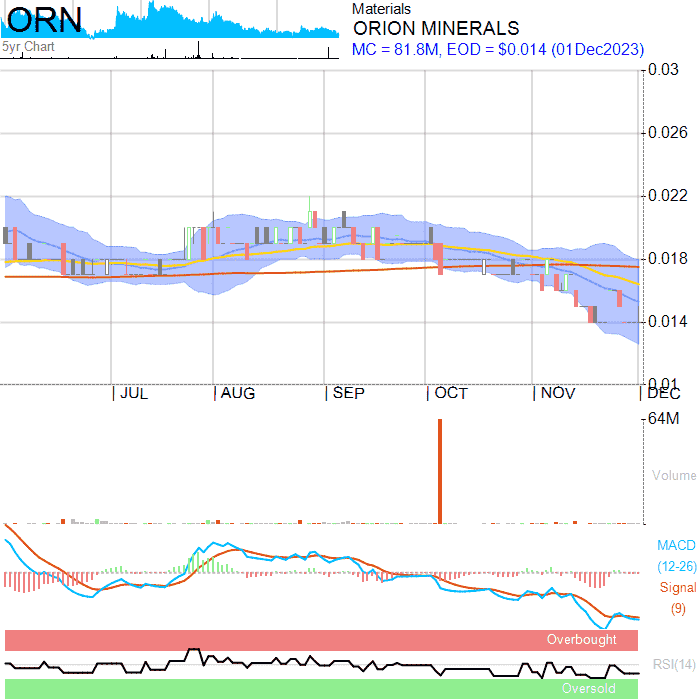 ORN
5yr Chart
Materials
ORION MINERALS
MC = 81.8M, EOD = $0.014 (01Dec2023)
0.03
0.026
0.022
0.018
0.014
0.01
JUL AUG SEP OCT NOV DEC
64M
Volume
MACD
(12-26)
Signal
(9)
Overbought
RSI(14)
Oversold